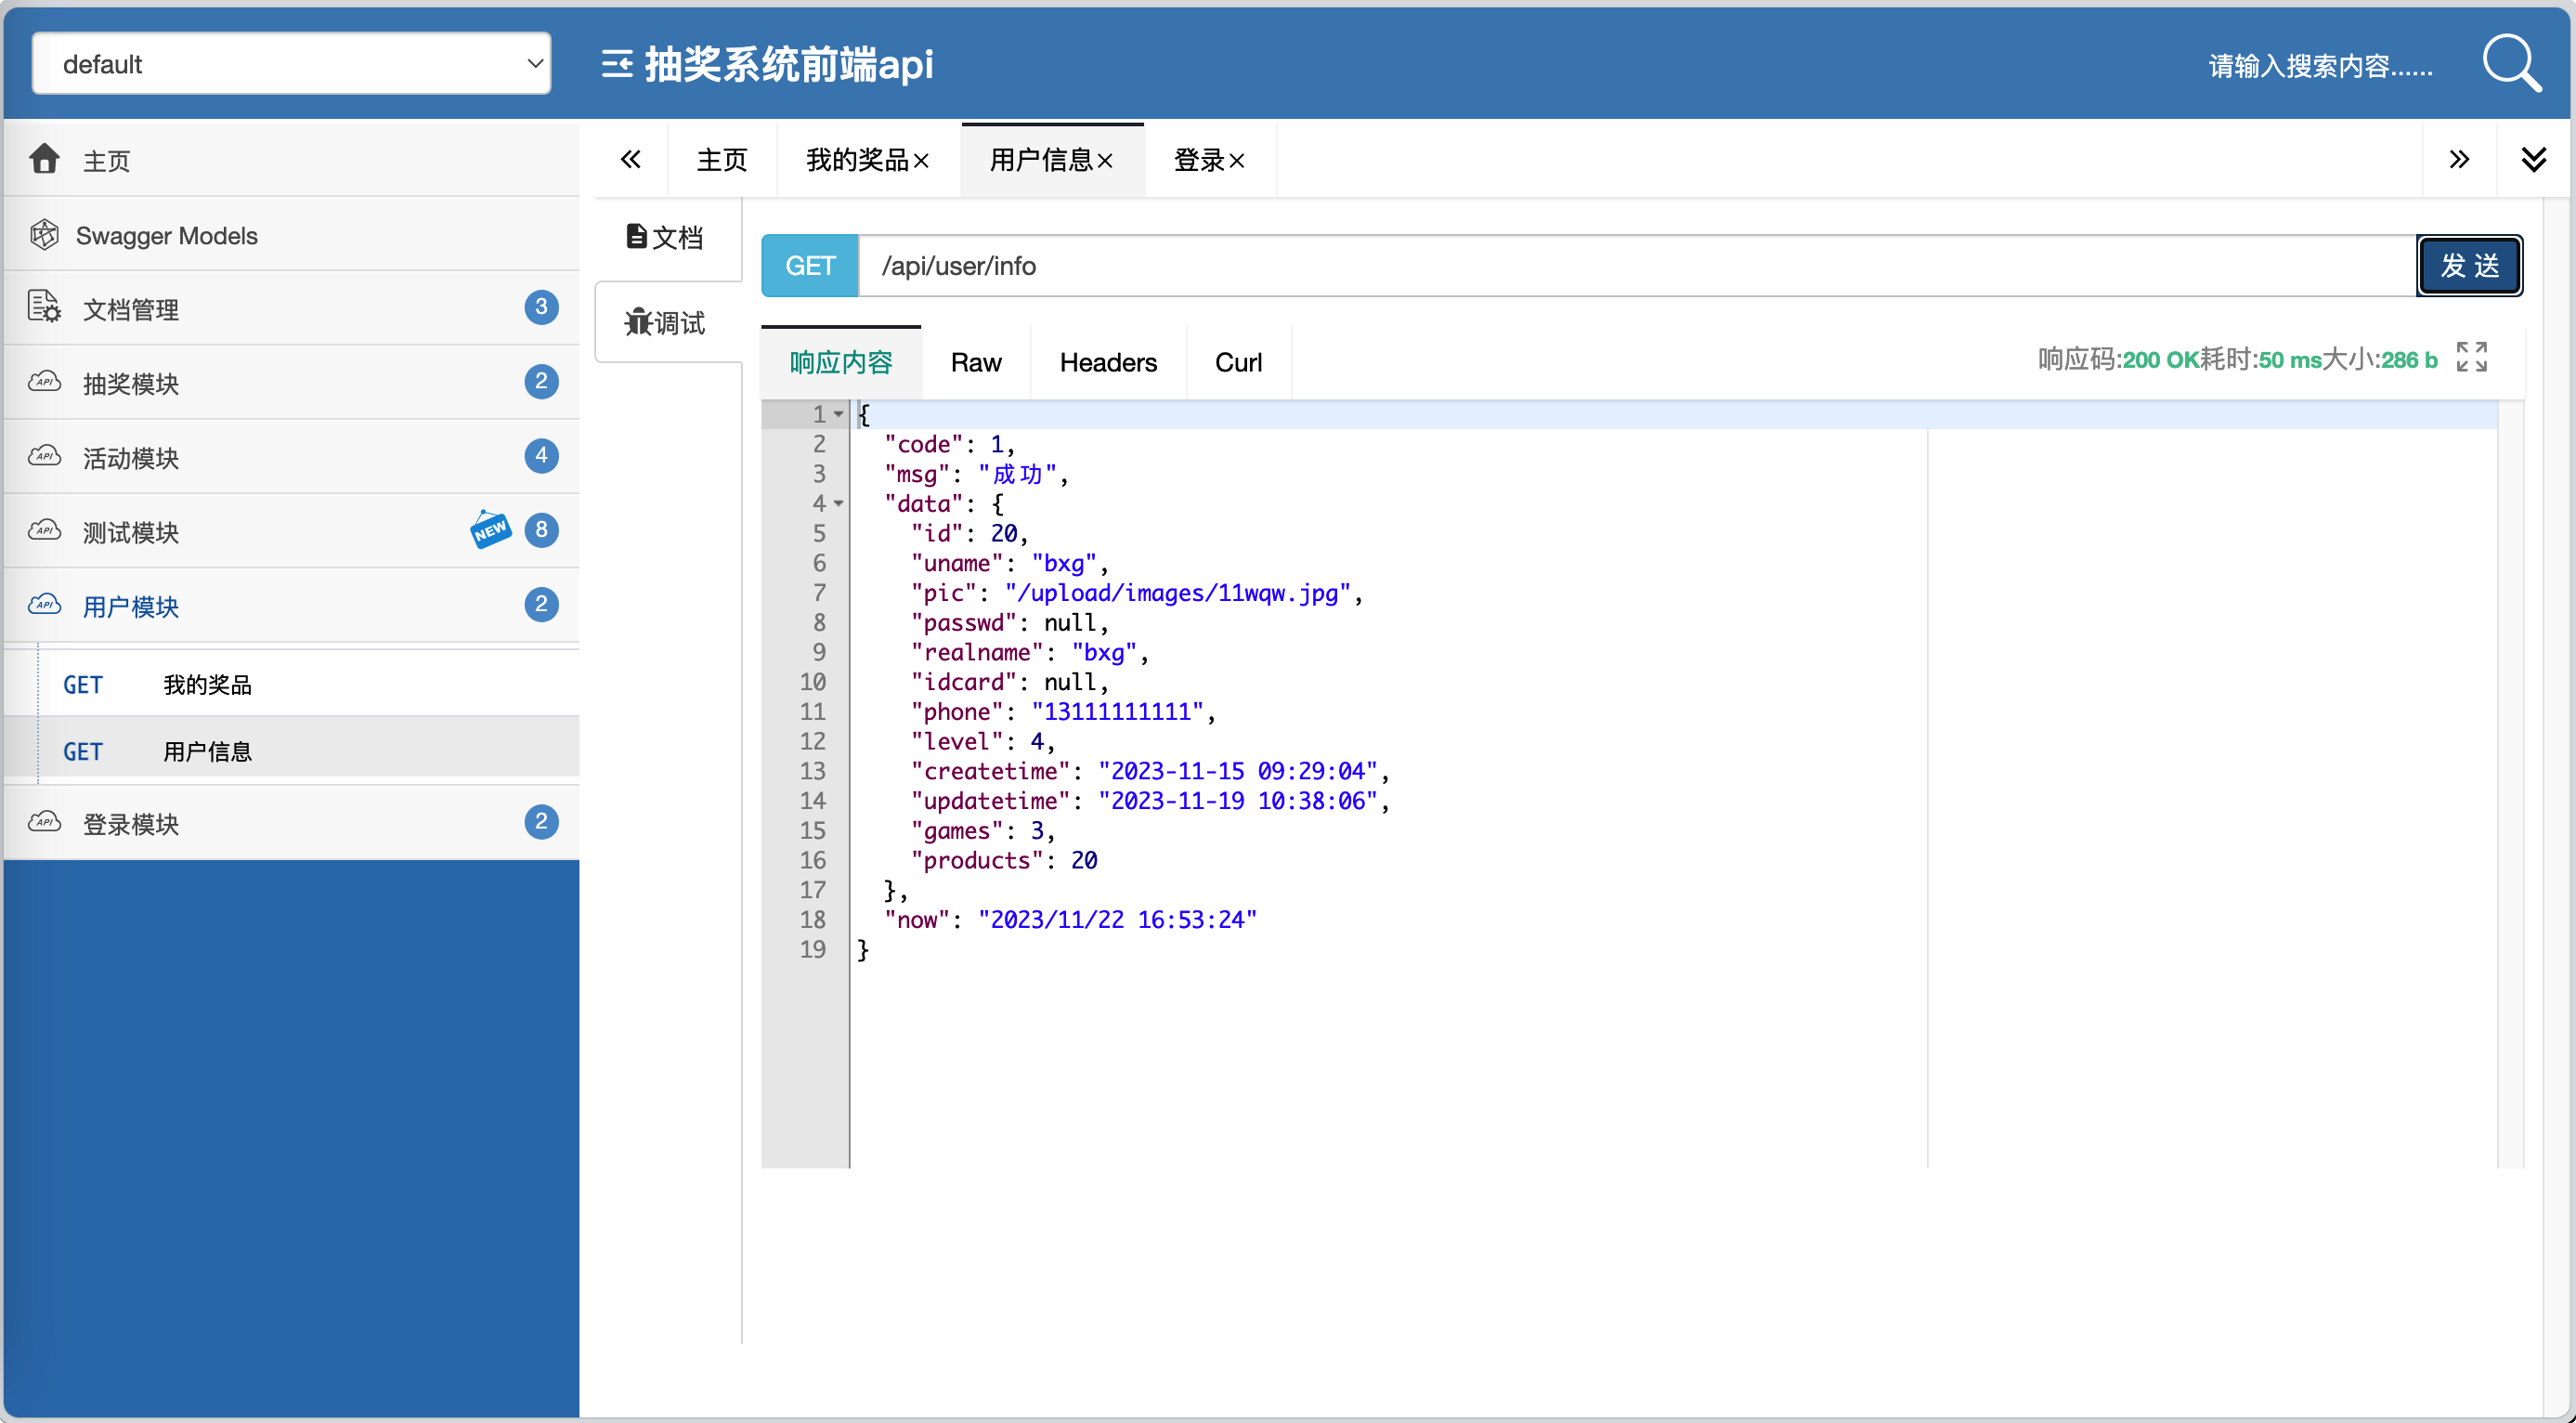 default
抽奖系统前端api
请输入搜索内容......
主页
Swagger Models
文档管理 3
抽奖模块 2
活动模块 4
测试模块 NEW 8
用户模块 2
GET 我的奖品
GET 用户信息
登录模块 2
主页 我的奖品× 用户信息× 登录×
文档
调试
GET /api/user/info 发 送
响应内容 Raw Headers Curl 响应码:200 OK耗时:50 ms大小:286 b
1 {
2 "code": 1,
3 "msg": "成功",
4 "data": {
5 "id": 20,
6 "uname": "bxg",
7 "pic": "/upload/images/11wqw.jpg",
8 "passwd": null,
9 "realname": "bxg",
10 "idcard": null,
11 "phone": "13111111111",
12 "level": 4,
13 "createtime": "2023-11-15 09:29:04",
14 "updatetime": "2023-11-19 10:38:06",
15 "games": 3,
16 "products": 20
17 },
18 "now": "2023/11/22 16:53:24"
19 }